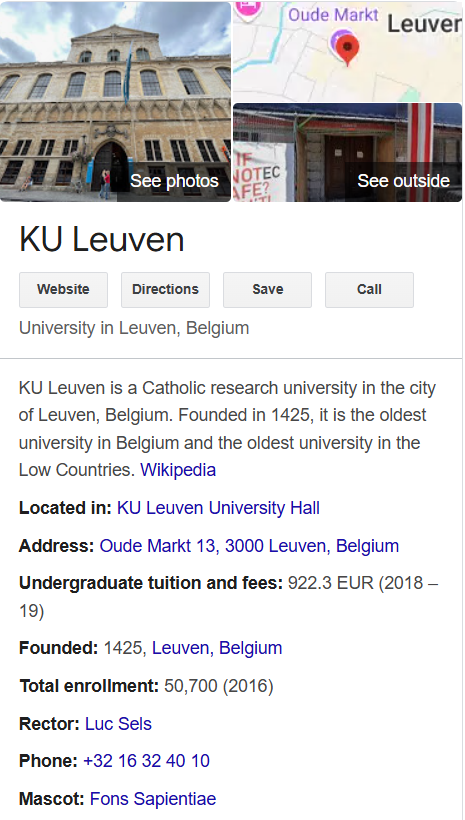 Oude Markt
Leuven
See photos
IF
NOTEC
AFE?
See outside
KU Leuven
Website
Directions
Save
Call
University in Leuven, Belgium
KU Leuven is a Catholic research university in the city
of Leuven, Belgium. Founded in 1425, it is the oldest
university in Belgium and the oldest university in the
Low Countries. Wikipedia
Located in: KU Leuven University Hall
Address: Oude Markt 13, 3000 Leuven, Belgium
Undergraduate tuition and fees: 922.3 EUR (2018 –
19)
Founded: 1425, Leuven, Belgium
Total enrollment: 50,700 (2016)
Rector: Luc Sels
Phone: +32 16 32 40 10
Mascot: Fons Sapientiae